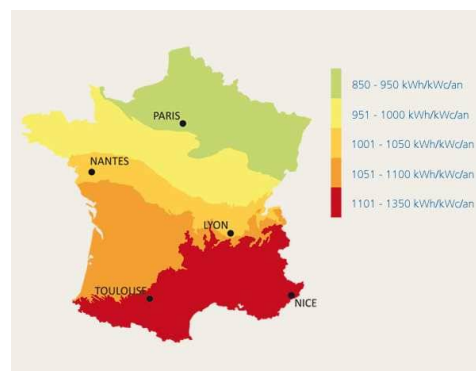 850 - 950 kWh/kWc/an
951 - 1000 kWh/kWc/an
PARIS
1001 - 1050 kWh/kWc/an
NANTES
1051 - 1100 kWh/kWc/an
1101 - 1350 kWh/kWc/an
LYON
TOULOUSE
NICE